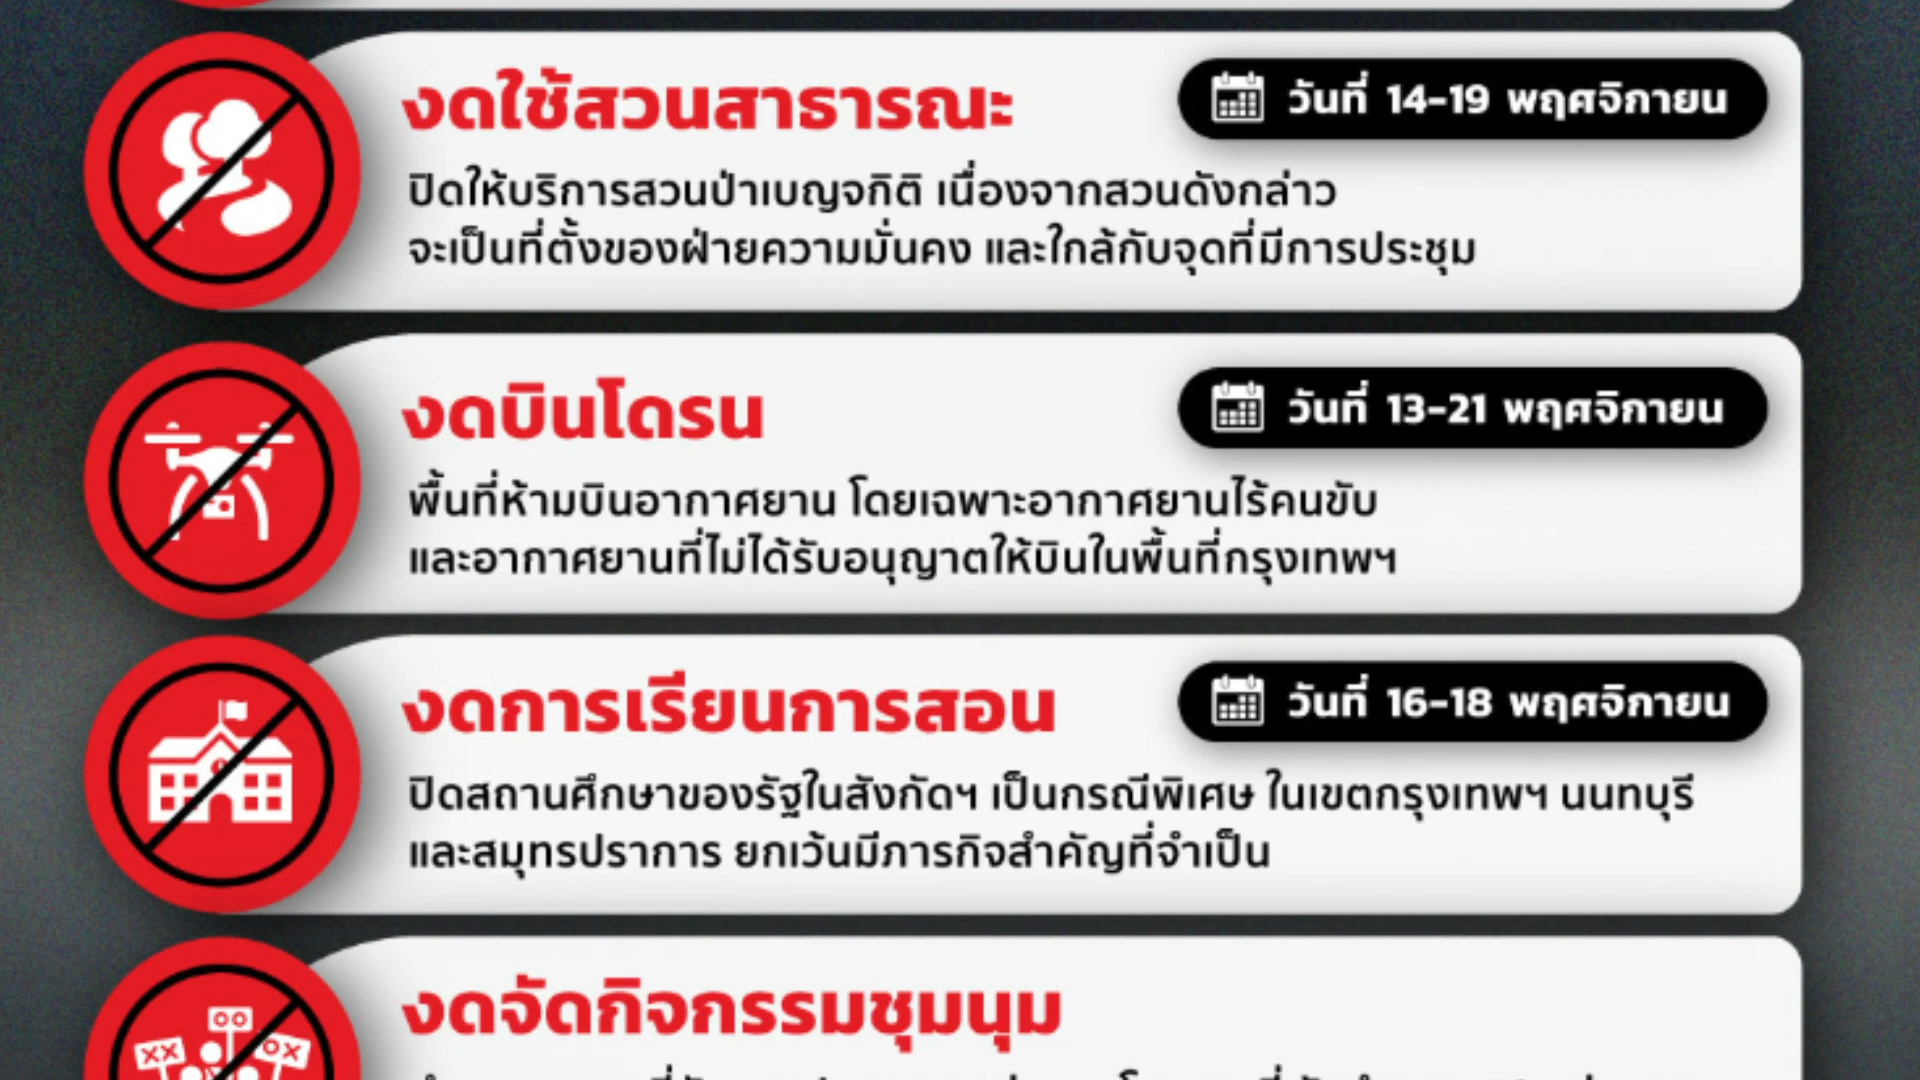 งดใช้สวนสาธารณะ
วันที่ 14-19 พฤศจิกายน
ปิดให้บริการสวนป่าเบญจกิติ เนื่องจากสวนดังกล่าว
จะเป็นที่ตั้งของฝ่ายความมั่นคง และใกล้กับจุดที่มีการประชุม
งดบินโดรน
วันที่ 13-21 พฤศจิกายน
พื้นที่ห้ามบินอากาศยาน โดยเฉพาะอากาศยานไร้คนขับ
และอากาศยานที่ไม่ได้รับอนุญาตให้บินในพื้นที่กรุงเทพฯ
งดการเรียนการสอน
วันที่ 16-18 พฤศจิกายน
ปิดสถานศึกษาของรัฐในสังกัดฯ เป็นกรณีพิเศษ ในเขตกรุงเทพฯ นนทบุรี
และสมุทรปราการ ยกเว้นมีภารกิจสำคัญที่จำเป็น
งดจัดกิจกรรมชุมนุม
OO
XX
OX